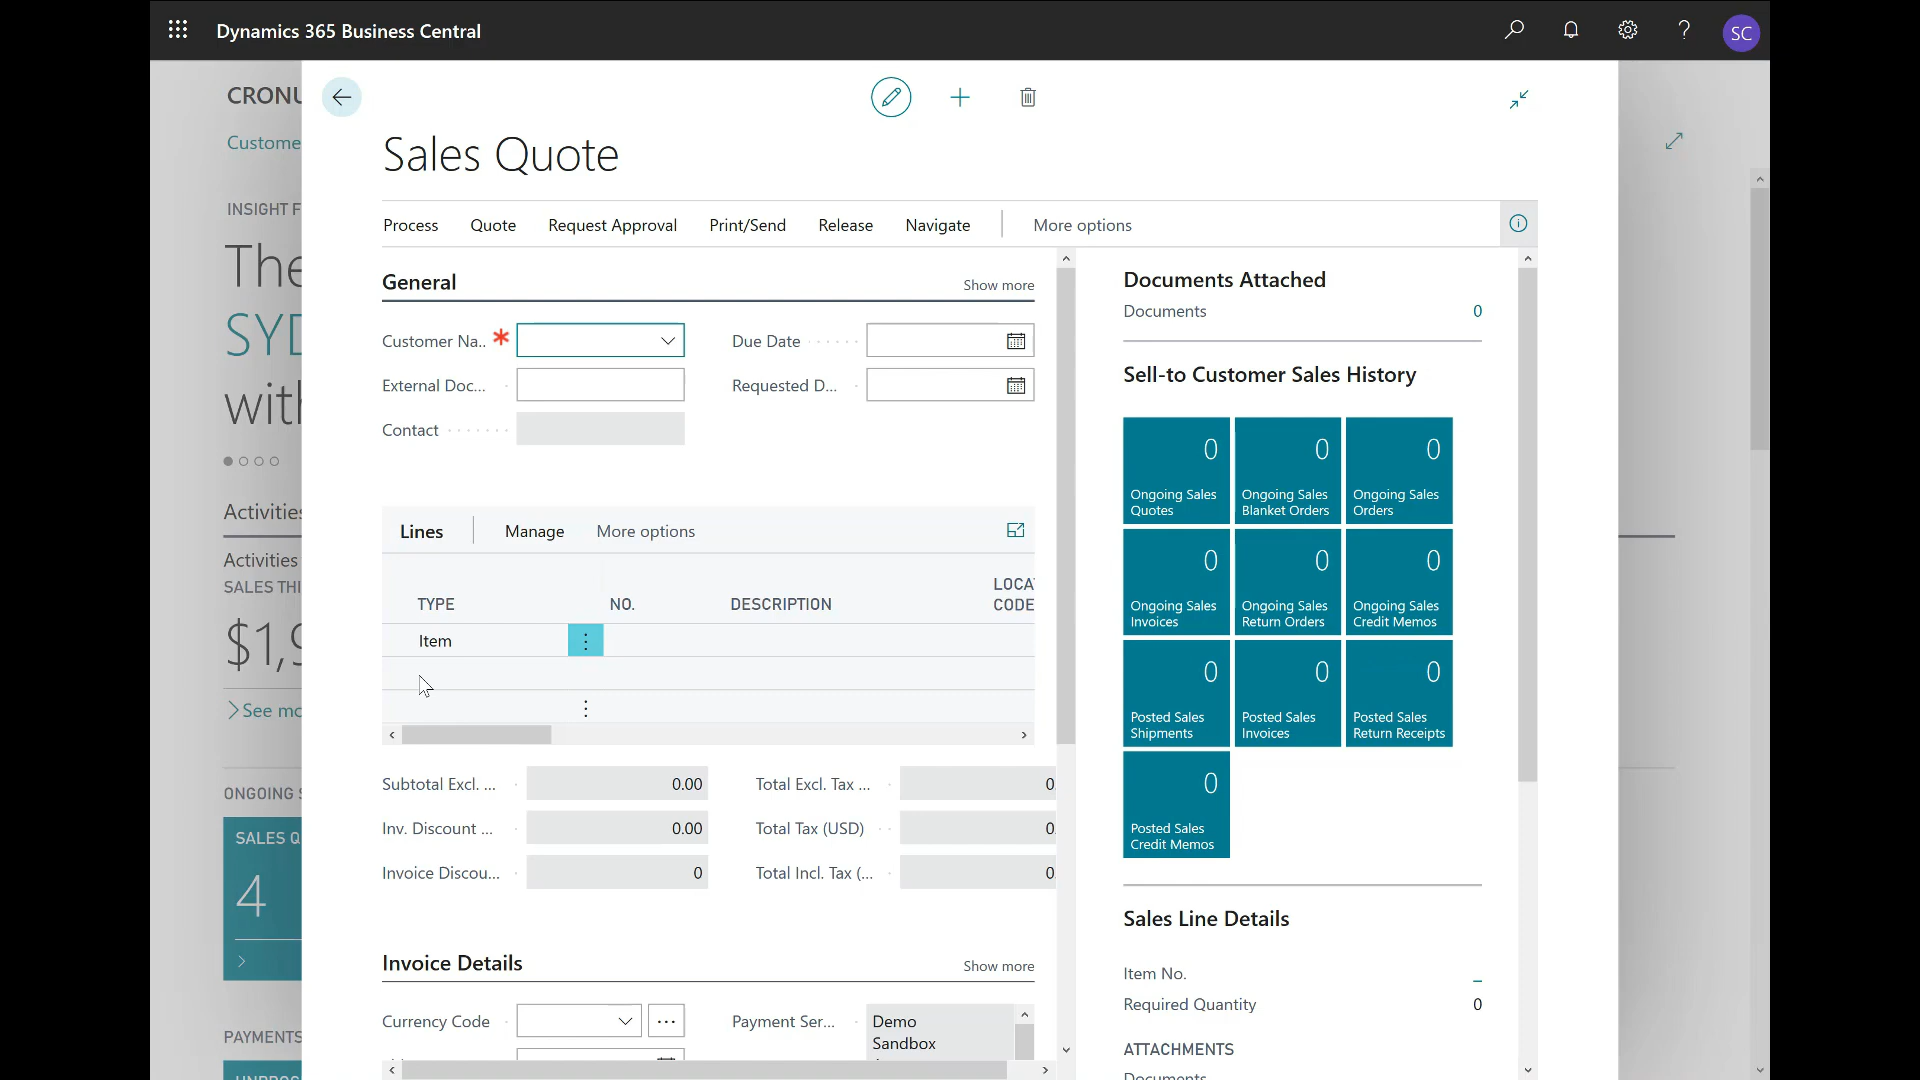 Dynamics 365 Business Central
SC
CRONU
Custome
INSIGHT F
The
SYD
with
Activities
Activities
SALES THI
$1,9
See mo
ONGOING S
SALES Q
4
PAYMENTS
Sales Quote
Process Quote Request Approval Print/Send Release Navigate More options
General Show more
Customer Na..
Due Date
External Doc...
Requested D...
Contact
Lines Manage More options
TYPE NO. DESCRIPTION LOCA
CODE
Item
Subtotal Excl. ... 0.00 Total Excl. Tax ... 0.
Inv. Discount ... 0.00 Total Tax (USD) 0.
Invoice Discou... 0 Total Incl. Tax (... 0.
Invoice Details Show more
Currency Code ... Payment Ser... Demo
Sandbox
Documents Attached
Documents 0
Sell-to Customer Sales History
0 0 0
Ongoing Sales Ongoing Sales Ongoing Sales
Quotes Blanket Orders Orders
0 0 0
Ongoing Sales Ongoing Sales Ongoing Sales
Invoices Return Orders Credit Memos
0 0 0
Posted Sales Posted Sales Posted Sales
Shipments Invoices Return Receipts
0
Posted Sales
Credit Memos
Sales Line Details
Item No. _
Required Quantity 0
ATTACHMENTS
Documents